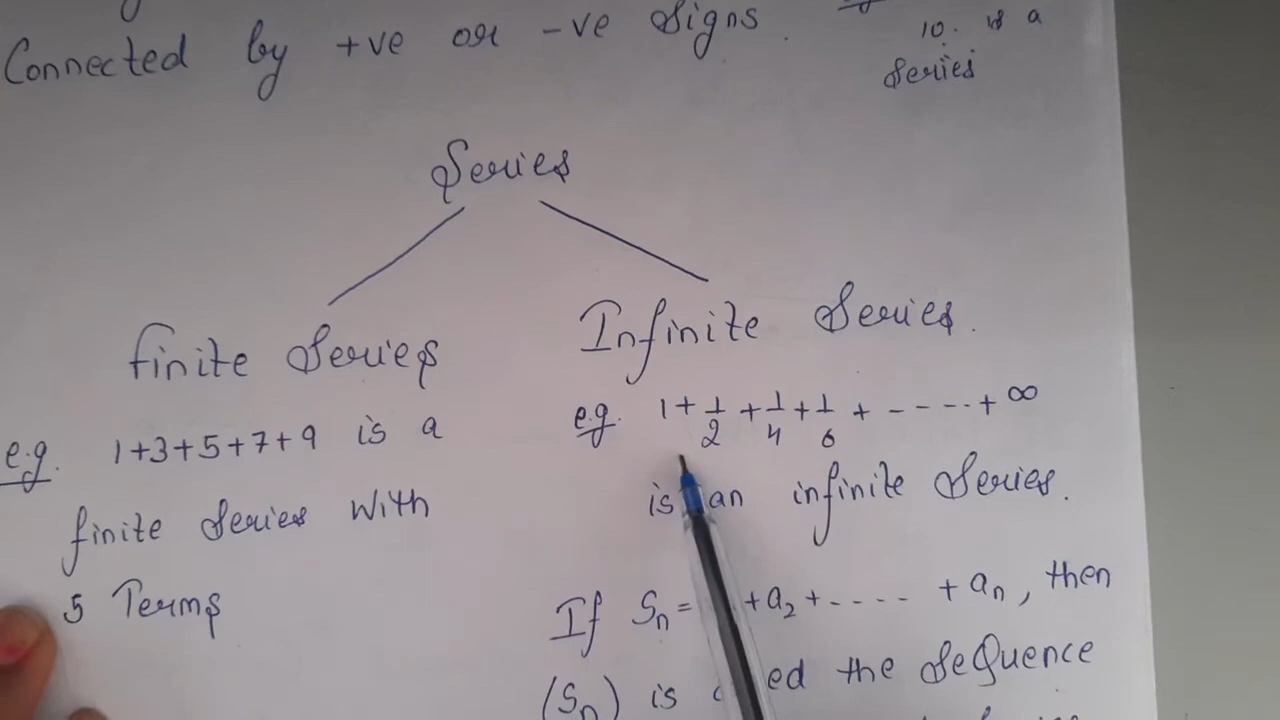 Connected by +ve or -ve Signs.
10. is a
Series
Series
Finite Series
e.g. 1+3+5+7+9 is a
finite Series With
5 Terms
Infinite Series.
e.g. 1+1/2+1/4+1/6+----+∞
is an infinite Series.
If Sn= +a2+....+an, then
(Sn) is the SeQuence